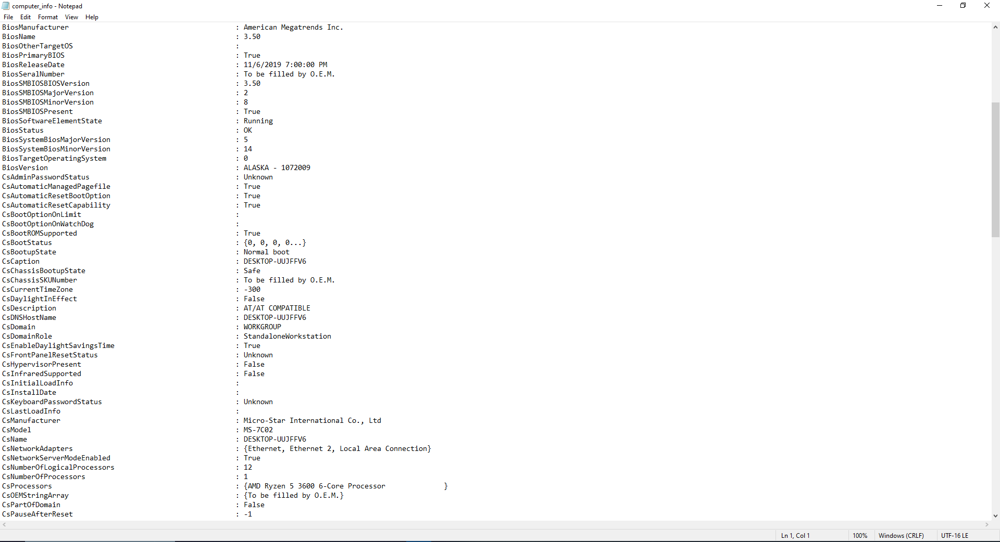 computer_info - Notepad
File Edit Format View Help
BiosManufacturer : American Megatrends Inc.
BiosName : 3.50
BiosOtherTargetOS :
BiosPrimaryBIOS : True
BiosReleaseDate : 11/6/2019 7:00:00 PM
BiosSeralNumber : To be filled by O.E.M.
BiosSMBIOSBIOSVersion : 3.50
BiosSMBIOSMajorVersion : 2
BiosSMBIOSMinorVersion : 8
BiosSMBIOSPresent : True
BiosSoftwareElementState : Running
BiosStatus : OK
BiosSystemBiosMajorVersion : 5
BiosSystemBiosMinorVersion : 14
BiosTargetOperatingSystem : 0
BiosVersion : ALASKA - 1072009
CsAdminPasswordStatus : Unknown
CsAutomaticManagedPagefile : True
CsAutomaticResetBootOption : True
CsAutomaticResetCapability : True
CsBootOptionOnLimit :
CsBootOptionOnWatchDog :
CsBootROMSupported : True
CsBootStatus : {0, 0, 0, 0...}
CsBootupState : Normal boot
CsCaption : DESKTOP-UUJFFV6
CsChassisBootupState : Safe
CsChassisSKUNumber : To be filled by O.E.M.
CsCurrentTimeZone : -300
CsDaylightInEffect : False
CsDescription : AT/AT COMPATIBLE
CsDNSHostName : DESKTOP-UUJFFV6
CsDomain : WORKGROUP
CsDomainRole : StandaloneWorkstation
CsEnableDaylightSavingsTime : True
CsFrontPanelResetStatus : Unknown
CsHypervisorPresent : False
CsInfraredSupported : False
CsInitialLoadInfo :
CsInstallDate :
CsKeyboardPasswordStatus : Unknown
CsLastLoadInfo :
CsManufacturer : Micro-Star International Co., Ltd
CsModel : MS-7C02
CsName : DESKTOP-UUJFFV6
CsNetworkAdapters : {Ethernet, Ethernet 2, Local Area Connection}
CsNetworkServerModeEnabled : True
CsNumberOfLogicalProcessors : 12
CsNumberOfProcessors : 1
CsProcessors : {AMD Ryzen 5 3600 6-Core Processor }
CsOEMStringArray : {To be filled by O.E.M.}
CsPartOfDomain : False
CsPauseAfterReset : -1
Ln 1, Col 1 100% Windows (CRLF) UTF-16 LE